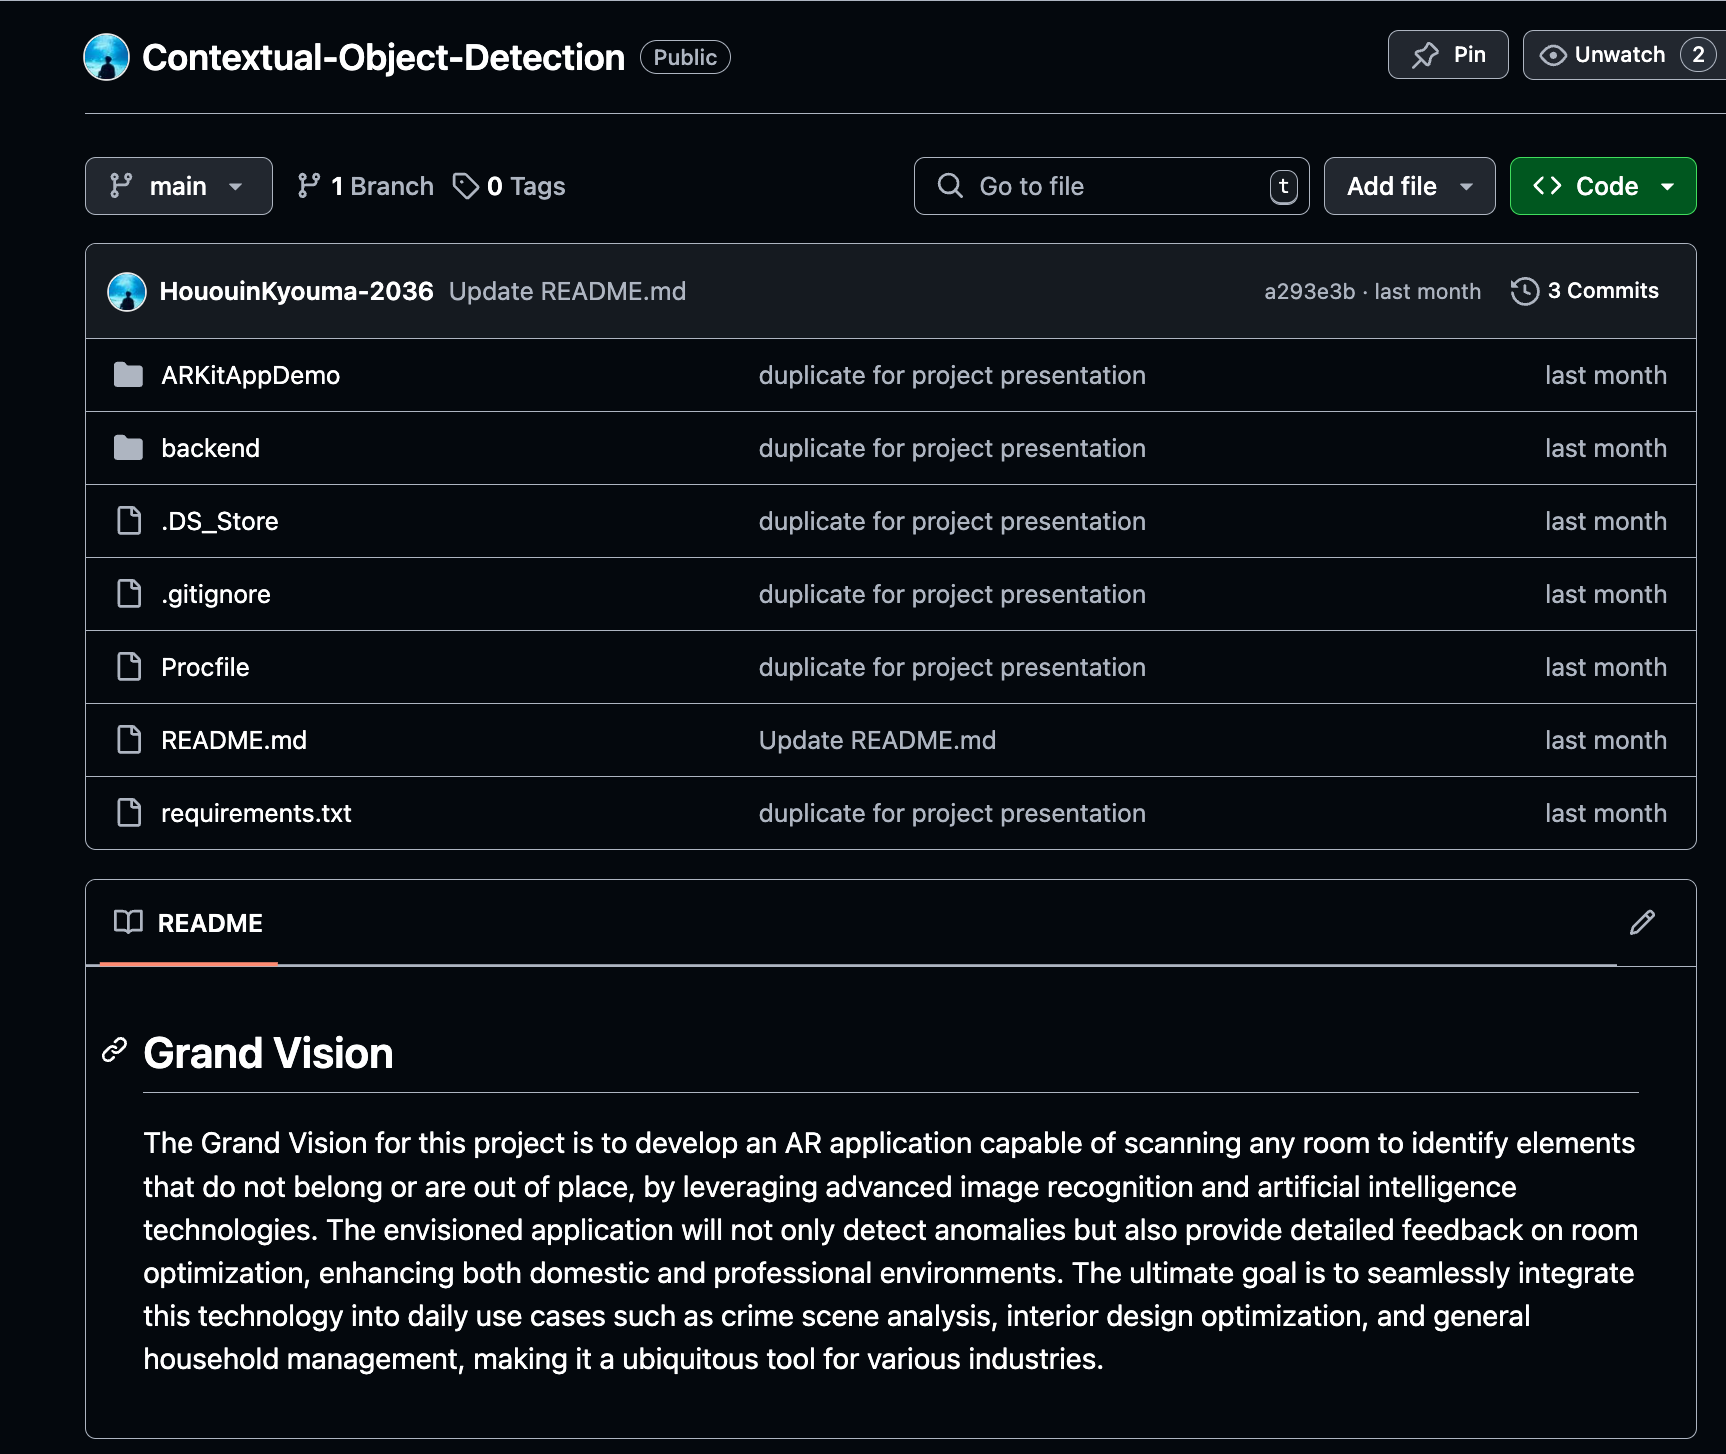 Contextual-Object-Detection Public Pin Unwatch 2
main 1 Branch 0 Tags Go to file t Add file Code
HououinKyouma-2036 Update README.md a293e3b · last month 3 Commits
ARKitAppDemo duplicate for project presentation last month
backend duplicate for project presentation last month
.DS_Store duplicate for project presentation last month
.gitignore duplicate for project presentation last month
Procfile duplicate for project presentation last month
README.md Update README.md last month
requirements.txt duplicate for project presentation last month
README
Grand Vision
The Grand Vision for this project is to develop an AR application capable of scanning any room to identify elements
that do not belong or are out of place, by leveraging advanced image recognition and artificial intelligence
technologies. The envisioned application will not only detect anomalies but also provide detailed feedback on room
optimization, enhancing both domestic and professional environments. The ultimate goal is to seamlessly integrate
this technology into daily use cases such as crime scene analysis, interior design optimization, and general
household management, making it a ubiquitous tool for various industries.